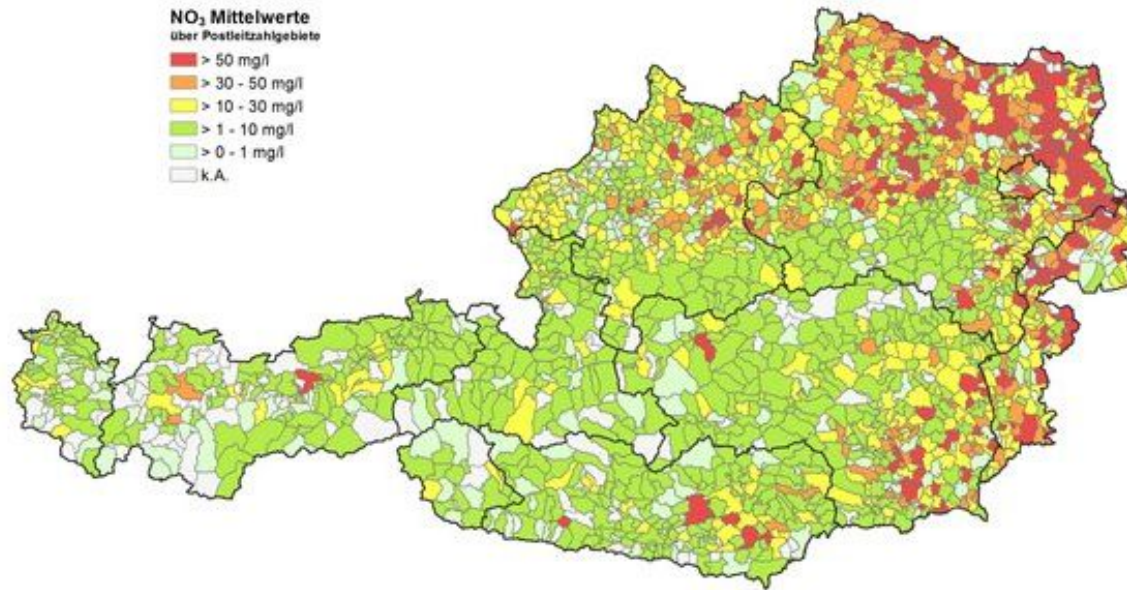 NO₃ Mittelwerte
über Postleitzahlgebiete
> 50 mg/l
> 30 - 50 mg/l
> 10 - 30 mg/l
> 1 - 10 mg/l
> 0 - 1 mg/l
k.A.